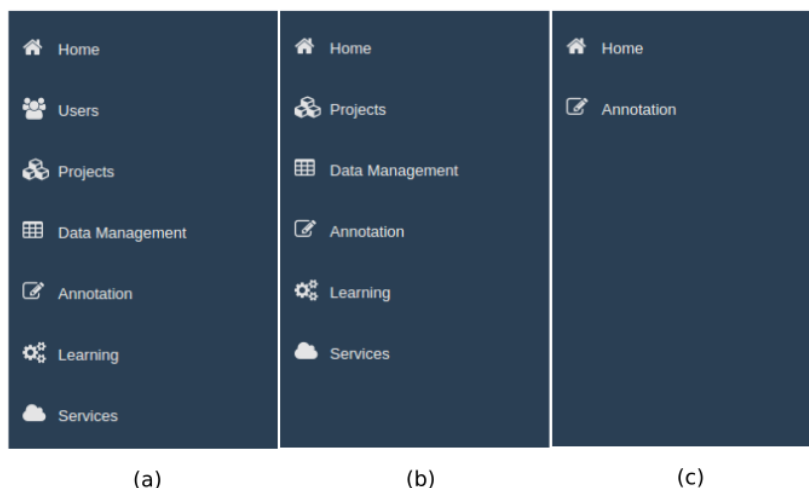 Home
Users
Projects
Data Management
Annotation
Learning
Services
(a)
Home
Projects
Data Management
Annotation
Learning
Services
(b)
Home
Annotation
(c)